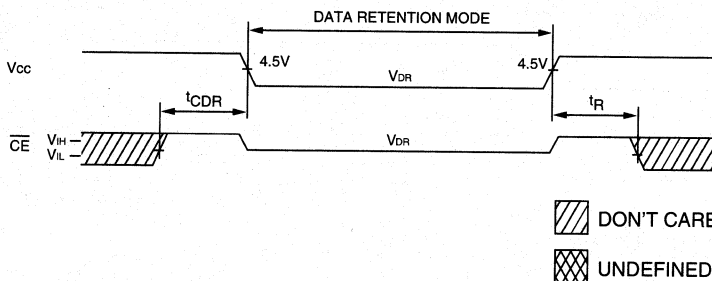 DATA RETENTION MODE
4.5V
4.5V
Vcc
VDR
tCDR
tR
CE
VIH
VIL
VDR
DON'T CARE
UNDEFINED